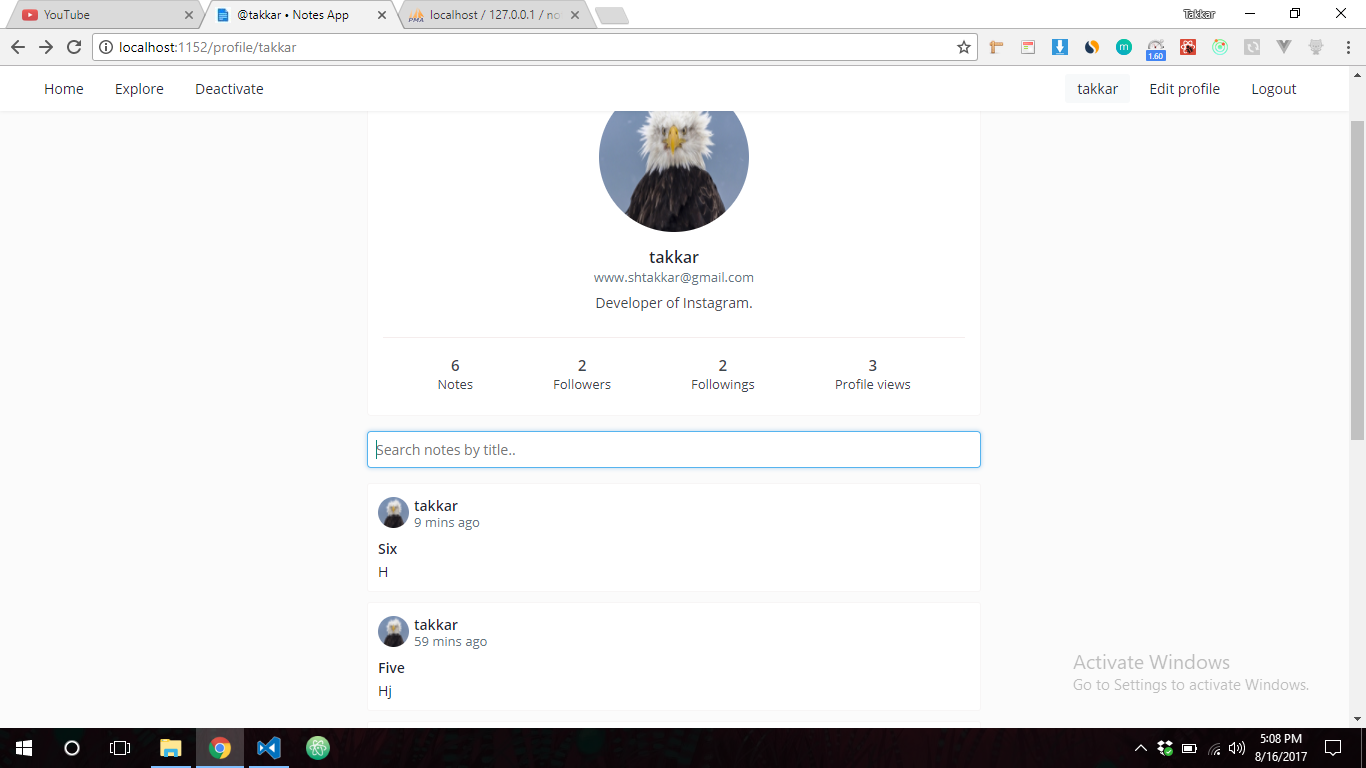 YouTube
@takkar • Notes App
localhost / 127.0.0.1 / no
Takkar
localhost:1152/profile/takkar
1.60
Home Explore Deactivate
takkar Edit profile Logout
takkar
www.shtakkar@gmail.com
Developer of Instagram.
6 2 2 3
Notes Followers Followings Profile views
Search notes by title..
takkar
9 mins ago
Six
H
takkar
59 mins ago
Five
Hj
Activate Windows
Go to Settings to activate Windows.
5:08 PM
8/16/2017